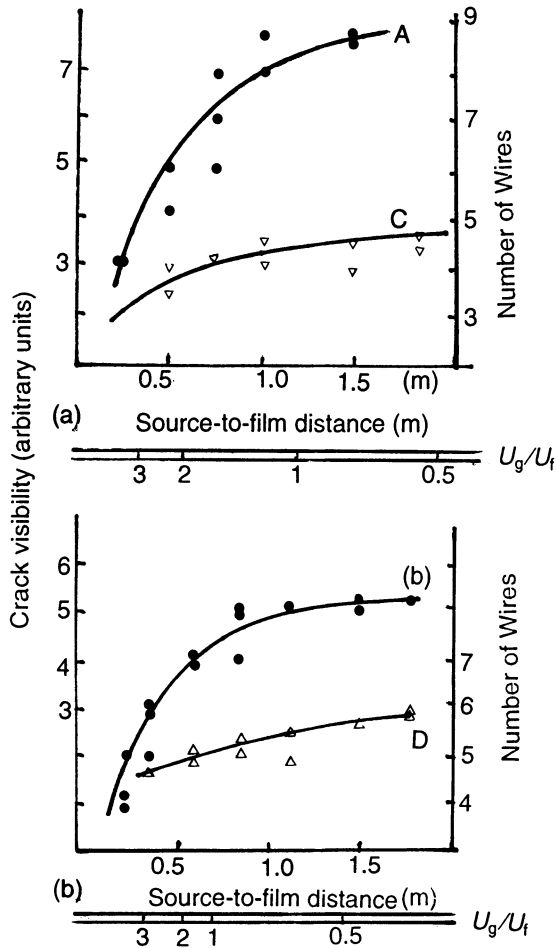 9
A
7
7
5
C
5
3
3
Number of Wires
0.5 1.0 1.5 (m)
(a) Source-to-film distance (m)
3 2 1 0.5 Ug/Uf
Crack visibility (arbitrary units)
6
(b)
5
4
7
3
6
D
5
4
Number of Wires
0.5 1.0 1.5
(b) Source-to-film distance (m)
3 2 1 0.5 Ug/Uf